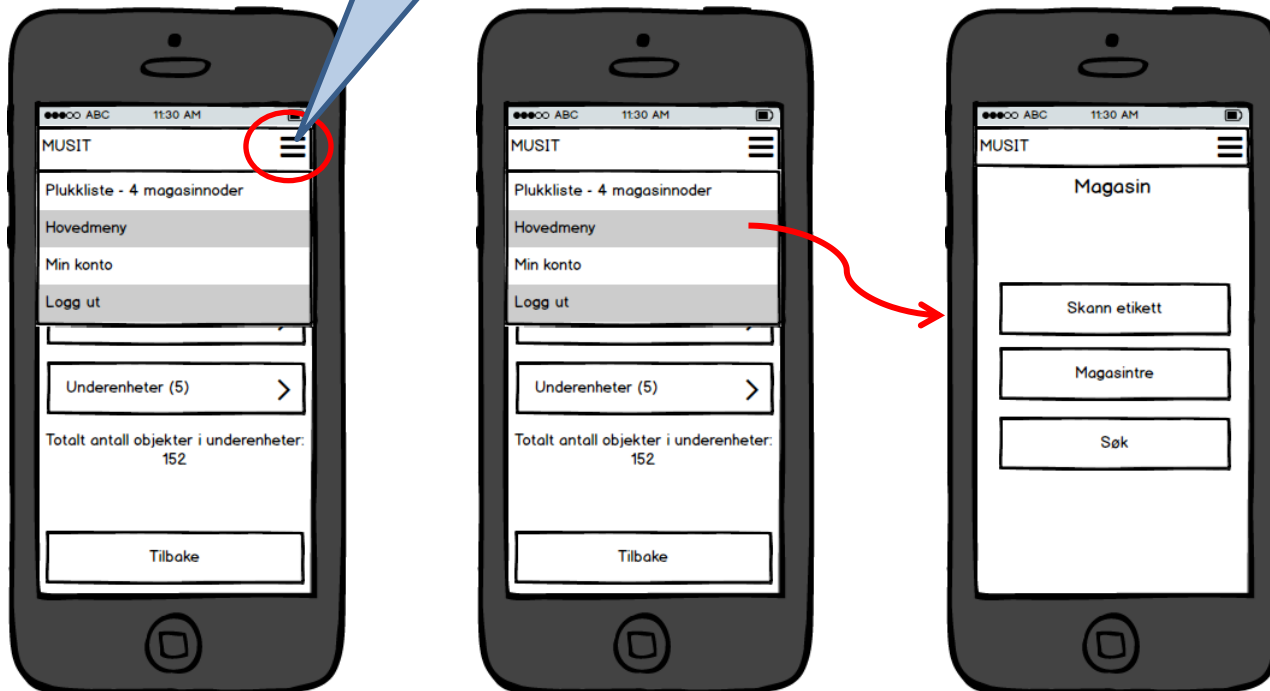 ABC 11:30 AM
MUSIT
Plukkliste - 4 magasinnoder
Hovedmeny
Min konto
Logg ut
Underenheter (5)
Totalt antall objekter i underenheter:
152
Tilbake
ABC 11:30 AM
MUSIT
Plukkliste - 4 magasinnoder
Hovedmeny
Min konto
Logg ut
Underenheter (5)
Totalt antall objekter i underenheter:
152
Tilbake
ABC 11:30 AM
MUSIT
Magasin
Skann etikett
Magasintre
Søk